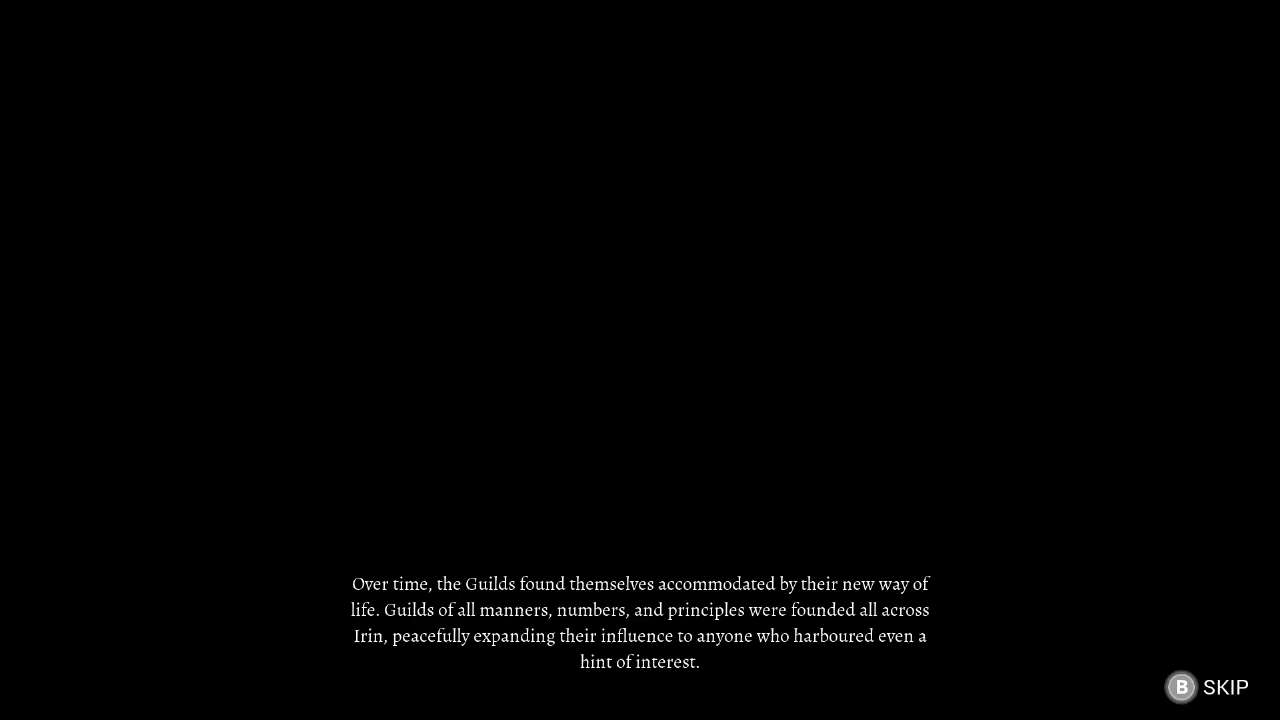 Over time, the Guilds found themselves accommodated by their new way of
life. Guilds of all manners, numbers, and principles were founded all across
Irin, peacefully expanding their influence to anyone who harboured even a
hint of interest.
B SKIP